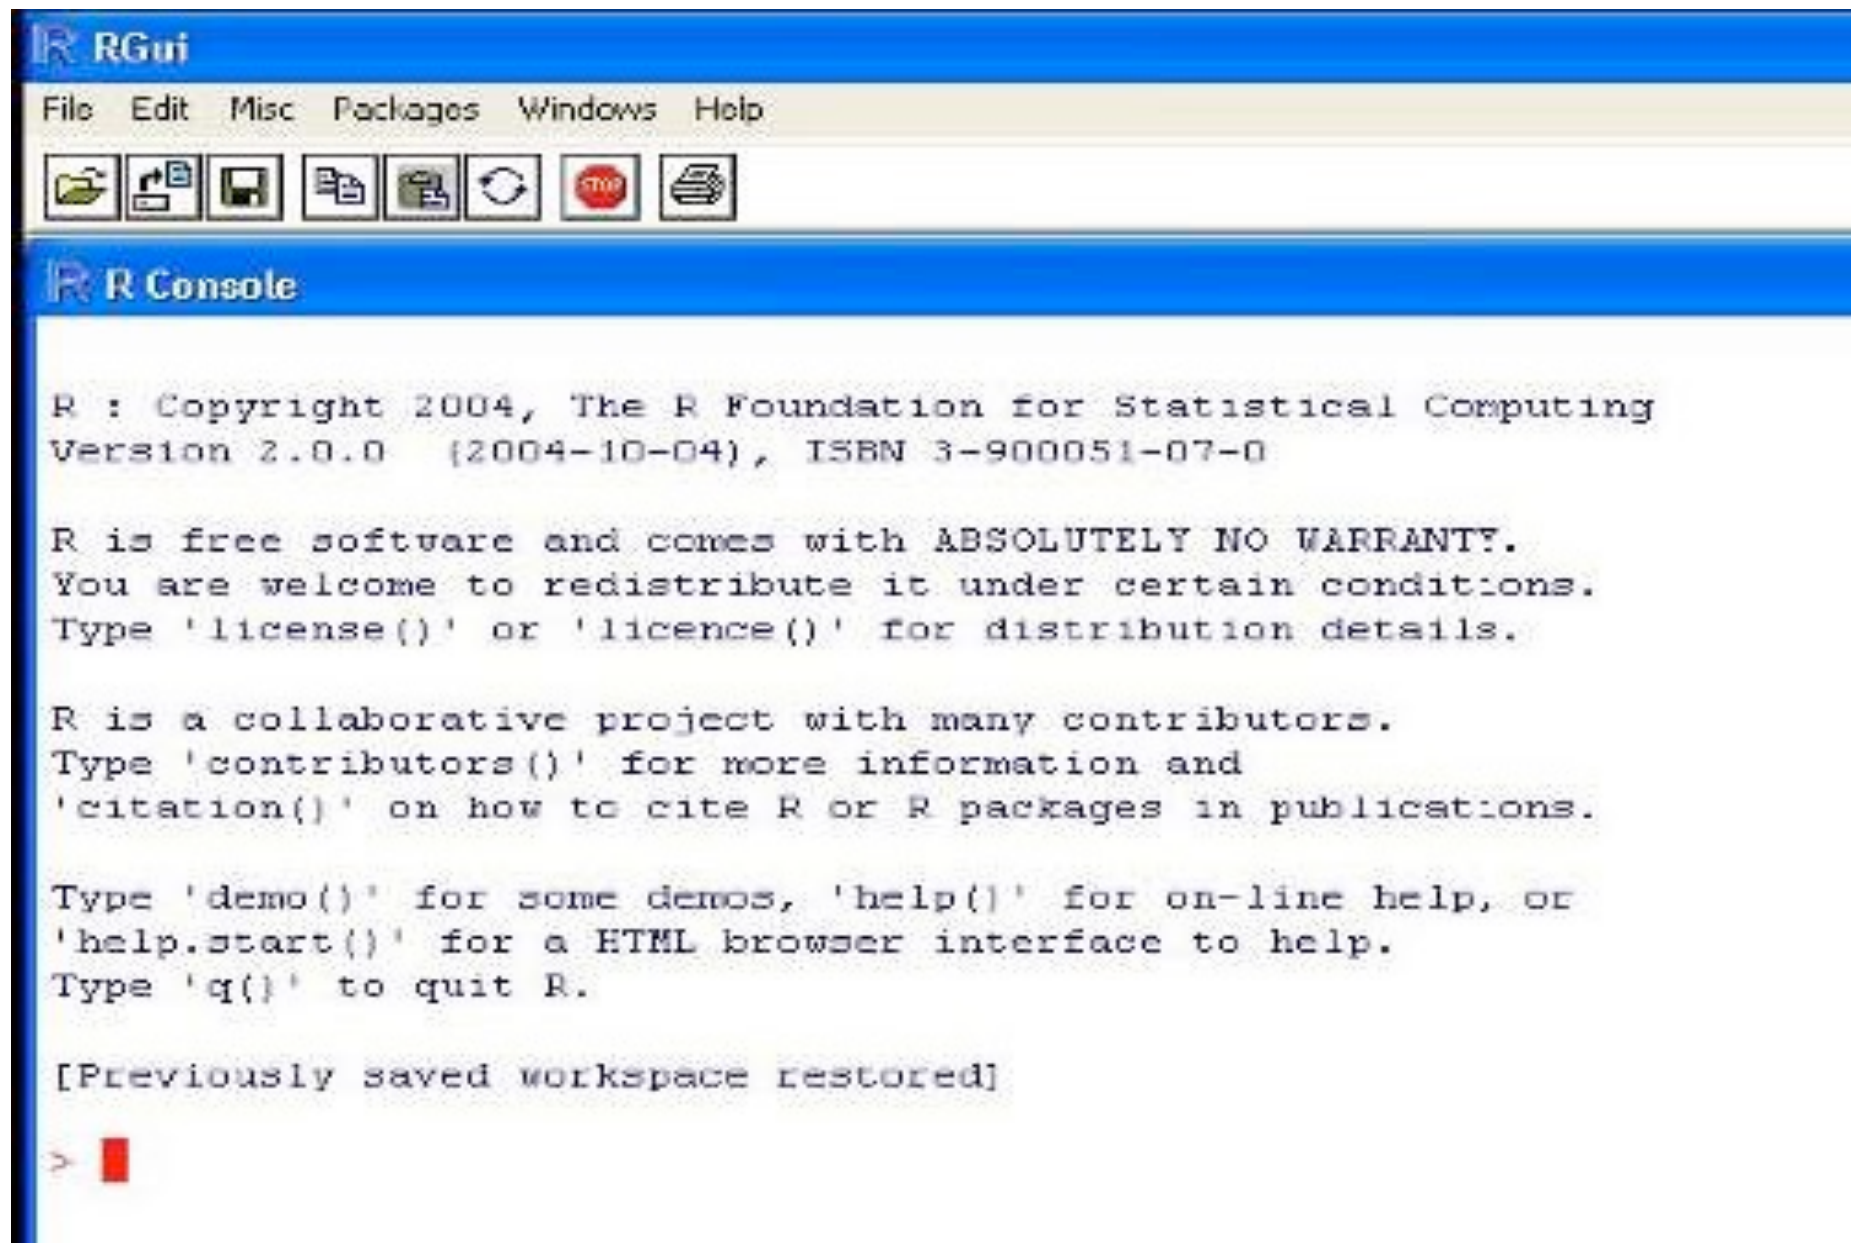 RGui
File Edit Misc Packages Windows Help
STOP
R Console
R : Copyright 2004, The R Foundation for Statistical Computing
Version 2.0.0  (2004-10-04), ISBN 3-900051-07-0
R is free software and comes with ABSOLUTELY NO WARRANTY.
You are welcome to redistribute it under certain conditions.
Type 'license()' or 'licence()' for distribution details.
R is a collaborative project with many contributors.
Type 'contributors()' for more information and
'citation()' on how to cite R or R packages in publications.
Type 'demo()' for some demos, 'help()' for on-line help, or
'help.start()' for a HTML browser interface to help.
Type 'q()' to quit R.
[Previously saved workspace restored]
>